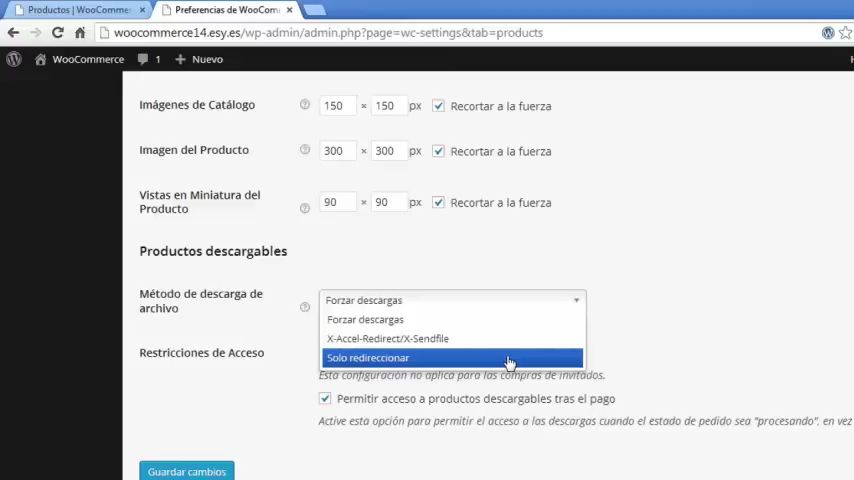 Productos | WooCommer
Preferencias de WooComm
woocommerce14.esy.es/wp-admin/admin.php?page=wc-settings&tab=products
WooCommerce 1 Nuevo
Imágenes de Catálogo 150 × 150 px Recortar a la fuerza
Imagen del Producto 300 × 300 px Recortar a la fuerza
Vistas en Miniatura del
Producto 90 × 90 px Recortar a la fuerza
Productos descargables
Método de descarga de
archivo
Forzar descargas
Forzar descargas
X-Accel-Redirect/X-Sendfile
Solo redireccionar
Restricciones de Acceso
Esta configuración no aplica para las compras de invitados.
Permitir acceso a productos descargables tras el pago
Active esta opción para permitir el acceso a las descargas cuando el estado de pedido sea "procesando", en vez
Guardar cambios